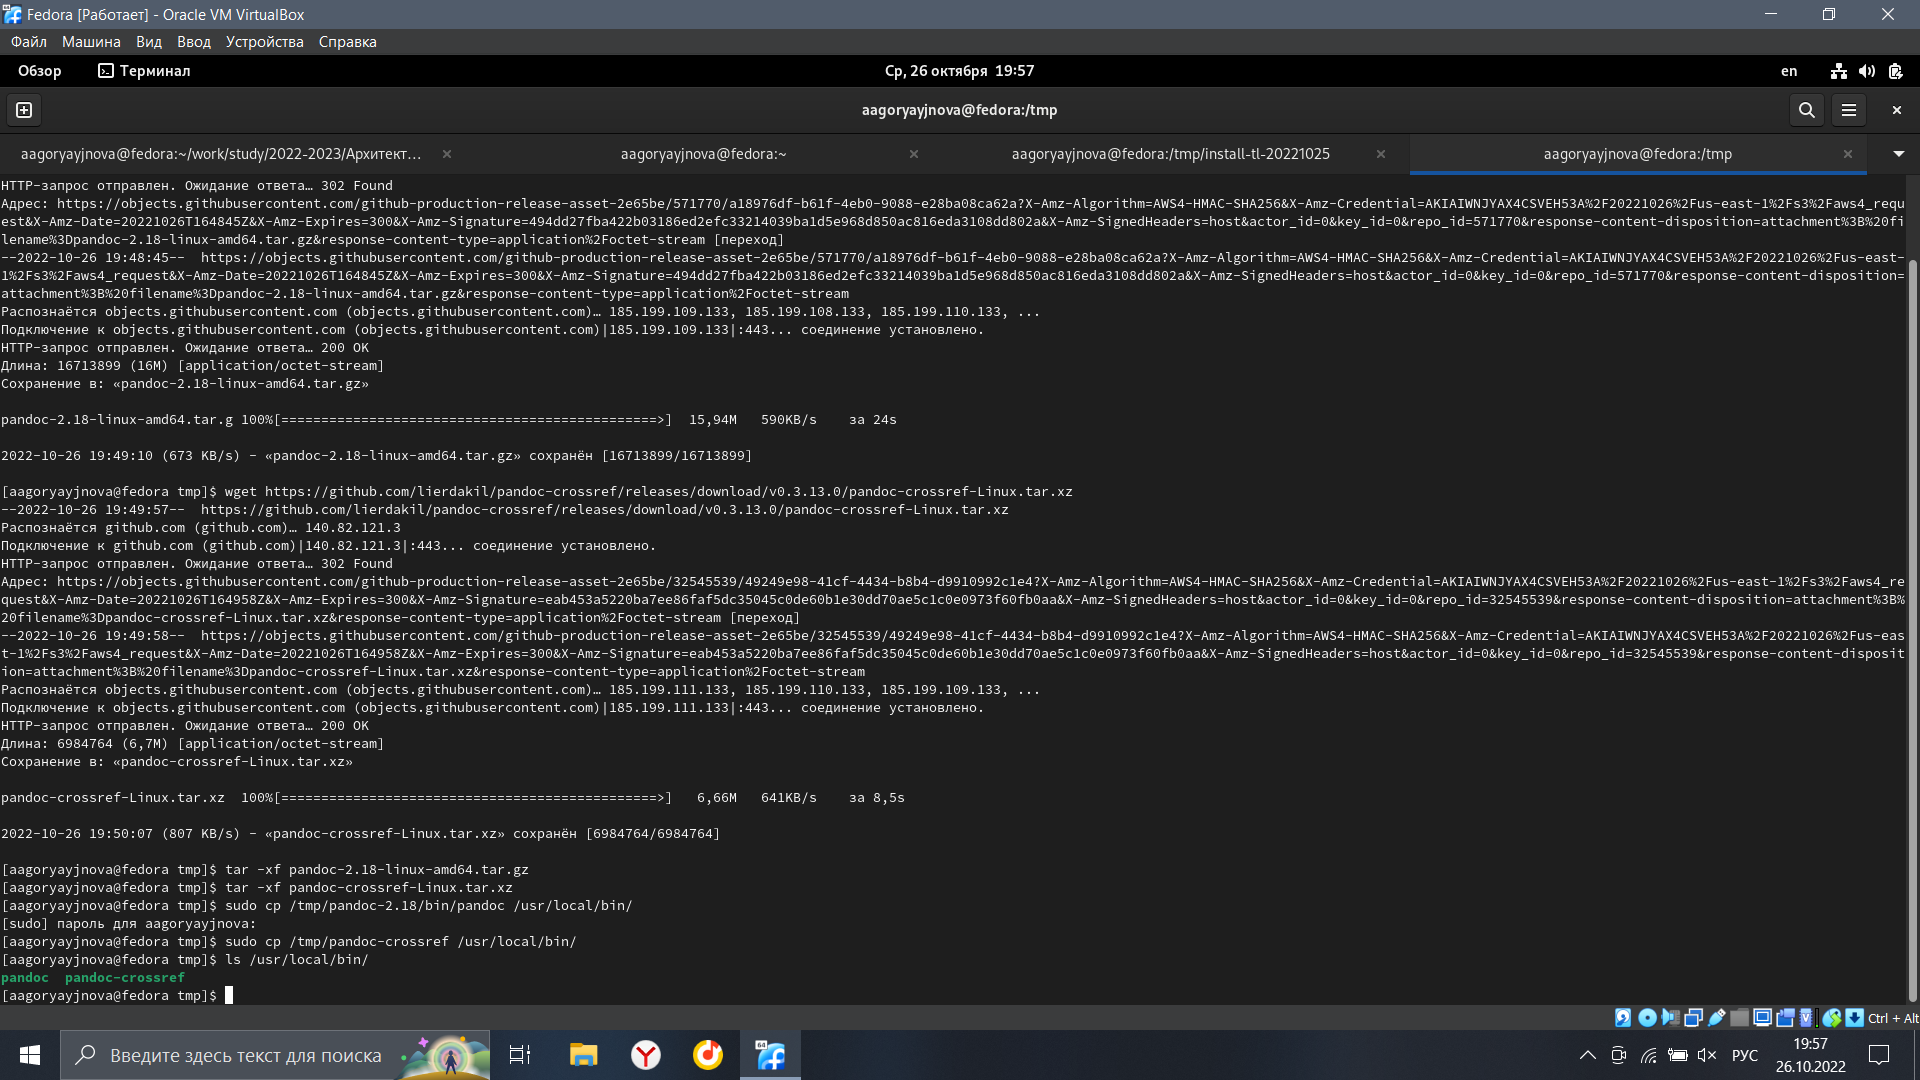 Fedora [Работает] - Oracle VM VirtualBox
Файл Машина Вид Ввод Устройства Справка
Обзор Терминал Ср, 26 октября 19:57 en
aagoryayjnova@fedora:/tmp
aagoryayjnova@fedora:~/work/study/2022-2023/Архитект... aagoryayjnova@fedora:~ aagoryayjnova@fedora:/tmp/install-tl-20221025 aagoryayjnova@fedora:/tmp
HTTP-запрос отправлен. Ожидание ответа… 302 Found
Адрес: https://objects.githubusercontent.com/github-production-release-asset-2e65be/571770/a18976df-b61f-4eb0-9088-e28ba08ca62a?X-Amz-Algorithm=AWS4-HMAC-SHA256&X-Amz-Credential=AKIAIWNJYAX4CSVEH53A%2F20221026%2Fus-east-1%2Fs3%2Faws4_requ
est&X-Amz-Date=20221026T164845Z&X-Amz-Expires=300&X-Amz-Signature=494dd27fba422b03186ed2efc33214039ba1d5e968d850ac816eda3108dd802a&X-Amz-SignedHeaders=host&actor_id=0&key_id=0&repo_id=571770&response-content-disposition=attachment%3B%20fi
lename%3Dpandoc-2.18-linux-amd64.tar.gz&response-content-type=application%2Foctet-stream [переход]
--2022-10-26 19:48:45--  https://objects.githubusercontent.com/github-production-release-asset-2e65be/571770/a18976df-b61f-4eb0-9088-e28ba08ca62a?X-Amz-Algorithm=AWS4-HMAC-SHA256&X-Amz-Credential=AKIAIWNJYAX4CSVEH53A%2F20221026%2Fus-east-
1%2Fs3%2Faws4_request&X-Amz-Date=20221026T164845Z&X-Amz-Expires=300&X-Amz-Signature=494dd27fba422b03186ed2efc33214039ba1d5e968d850ac816eda3108dd802a&X-Amz-SignedHeaders=host&actor_id=0&key_id=0&repo_id=571770&response-content-disposition=
attachment%3B%20filename%3Dpandoc-2.18-linux-amd64.tar.gz&response-content-type=application%2Foctet-stream
Распознаётся objects.githubusercontent.com (objects.githubusercontent.com)… 185.199.109.133, 185.199.108.133, 185.199.110.133, ...
Подключение к objects.githubusercontent.com (objects.githubusercontent.com)|185.199.109.133|:443... соединение установлено.
HTTP-запрос отправлен. Ожидание ответа… 200 OK
Длина: 16713899 (16M) [application/octet-stream]
Сохранение в: «pandoc-2.18-linux-amd64.tar.gz»
pandoc-2.18-linux-amd64.tar.g 100%[===============================================>]  15,94M   590KB/s    за 24s
2022-10-26 19:49:10 (673 KB/s) - «pandoc-2.18-linux-amd64.tar.gz» сохранён [16713899/16713899]
[aagoryayjnova@fedora tmp]$ wget https://github.com/lierdakil/pandoc-crossref/releases/download/v0.3.13.0/pandoc-crossref-Linux.tar.xz
--2022-10-26 19:49:57--  https://github.com/lierdakil/pandoc-crossref/releases/download/v0.3.13.0/pandoc-crossref-Linux.tar.xz
Распознаётся github.com (github.com)… 140.82.121.3
Подключение к github.com (github.com)|140.82.121.3|:443... соединение установлено.
HTTP-запрос отправлен. Ожидание ответа… 302 Found
Адрес: https://objects.githubusercontent.com/github-production-release-asset-2e65be/32545539/49249e98-41cf-4434-b8b4-d9910992c1e4?X-Amz-Algorithm=AWS4-HMAC-SHA256&X-Amz-Credential=AKIAIWNJYAX4CSVEH53A%2F20221026%2Fus-east-1%2Fs3%2Faws4_re
quest&X-Amz-Date=20221026T164958Z&X-Amz-Expires=300&X-Amz-Signature=eab453a5220ba7ee86faf5dc35045c0de60b1e30dd70ae5c1c0e0973f60fb0aa&X-Amz-SignedHeaders=host&actor_id=0&key_id=0&repo_id=32545539&response-content-disposition=attachment%3B%
20filename%3Dpandoc-crossref-Linux.tar.xz&response-content-type=application%2Foctet-stream [переход]
--2022-10-26 19:49:58--  https://objects.githubusercontent.com/github-production-release-asset-2e65be/32545539/49249e98-41cf-4434-b8b4-d9910992c1e4?X-Amz-Algorithm=AWS4-HMAC-SHA256&X-Amz-Credential=AKIAIWNJYAX4CSVEH53A%2F20221026%2Fus-eas
t-1%2Fs3%2Faws4_request&X-Amz-Date=20221026T164958Z&X-Amz-Expires=300&X-Amz-Signature=eab453a5220ba7ee86faf5dc35045c0de60b1e30dd70ae5c1c0e0973f60fb0aa&X-Amz-SignedHeaders=host&actor_id=0&key_id=0&repo_id=32545539&response-content-disposit
ion=attachment%3B%20filename%3Dpandoc-crossref-Linux.tar.xz&response-content-type=application%2Foctet-stream
Распознаётся objects.githubusercontent.com (objects.githubusercontent.com)… 185.199.111.133, 185.199.110.133, 185.199.109.133, ...
Подключение к objects.githubusercontent.com (objects.githubusercontent.com)|185.199.111.133|:443... соединение установлено.
HTTP-запрос отправлен. Ожидание ответа… 200 OK
Длина: 6984764 (6,7M) [application/octet-stream]
Сохранение в: «pandoc-crossref-Linux.tar.xz»
pandoc-crossref-Linux.tar.xz  100%[===============================================>]   6,66M   641KB/s    за 8,5s
2022-10-26 19:50:07 (807 KB/s) - «pandoc-crossref-Linux.tar.xz» сохранён [6984764/6984764]
[aagoryayjnova@fedora tmp]$ tar -xf pandoc-2.18-linux-amd64.tar.gz
[aagoryayjnova@fedora tmp]$ tar -xf pandoc-crossref-Linux.tar.xz
[aagoryayjnova@fedora tmp]$ sudo cp /tmp/pandoc-2.18/bin/pandoc /usr/local/bin/
[sudo] пароль для aagoryayjnova:
[aagoryayjnova@fedora tmp]$ sudo cp /tmp/pandoc-crossref /usr/local/bin/
[aagoryayjnova@fedora tmp]$ ls /usr/local/bin/
pandoc  pandoc-crossref
[aagoryayjnova@fedora tmp]$
Ctrl + Alt
Введите здесь текст для поиска
64
РУС
19:57
26.10.2022